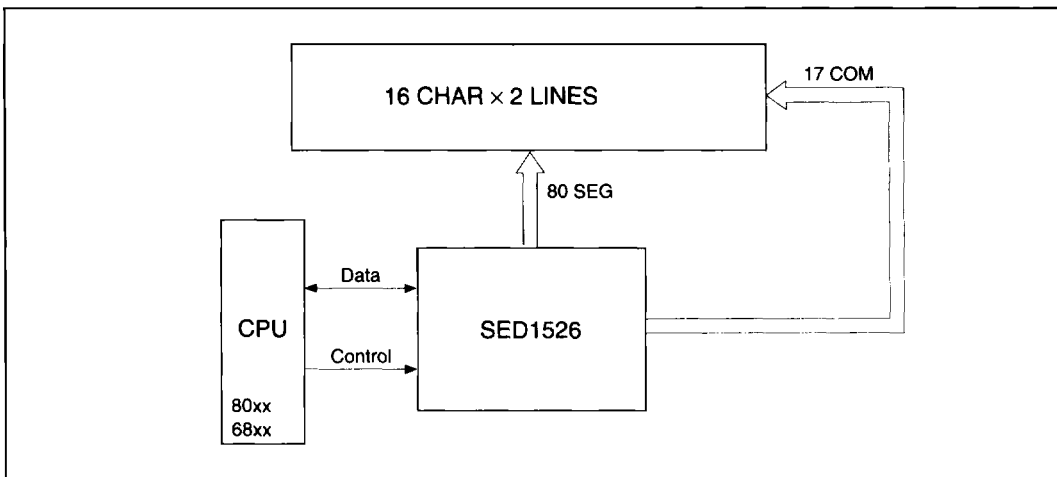 17 COM
16 CHAR × 2 LINES
80 SEG
Data
CPU
SED1526
Control
80xx
68xx